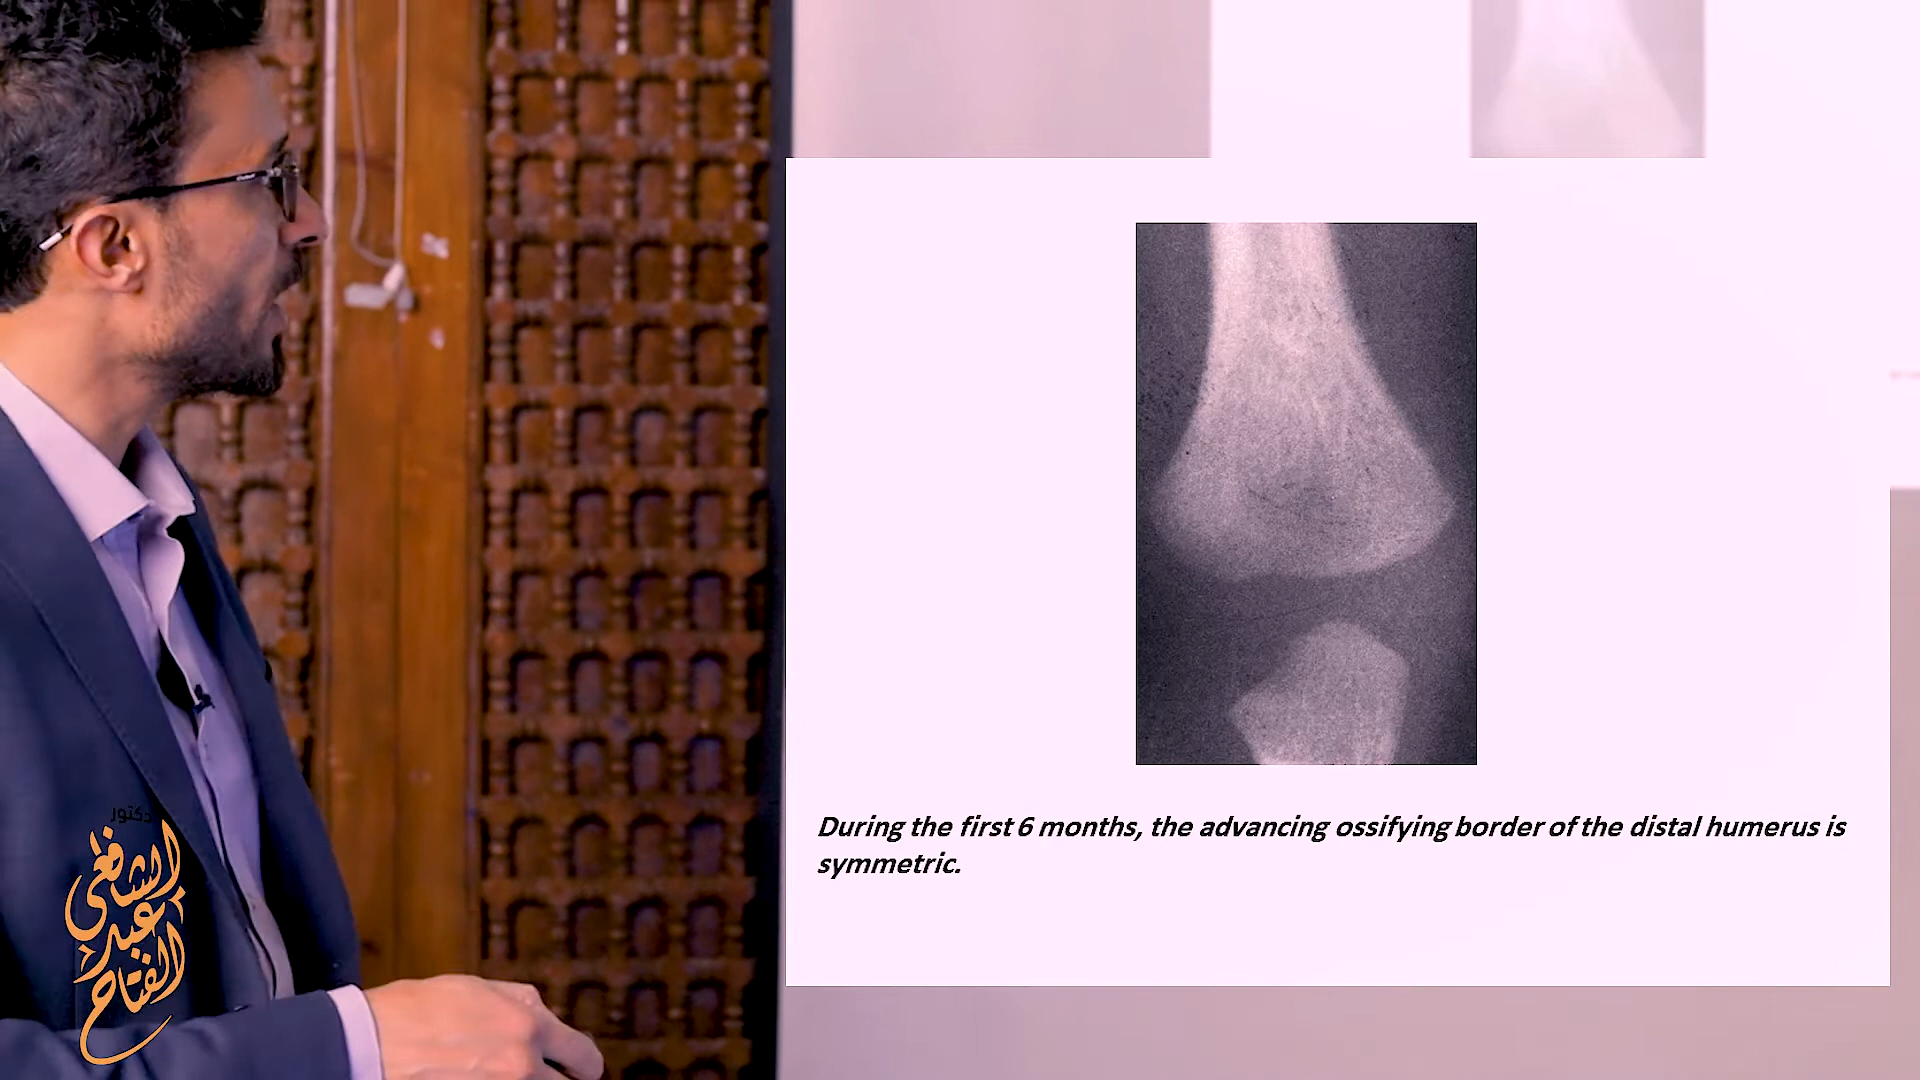 During the first 6 months, the advancing ossifying border of the distal humerus is
symmetric.
دكتور
الشافعي
عبد
الفتاح